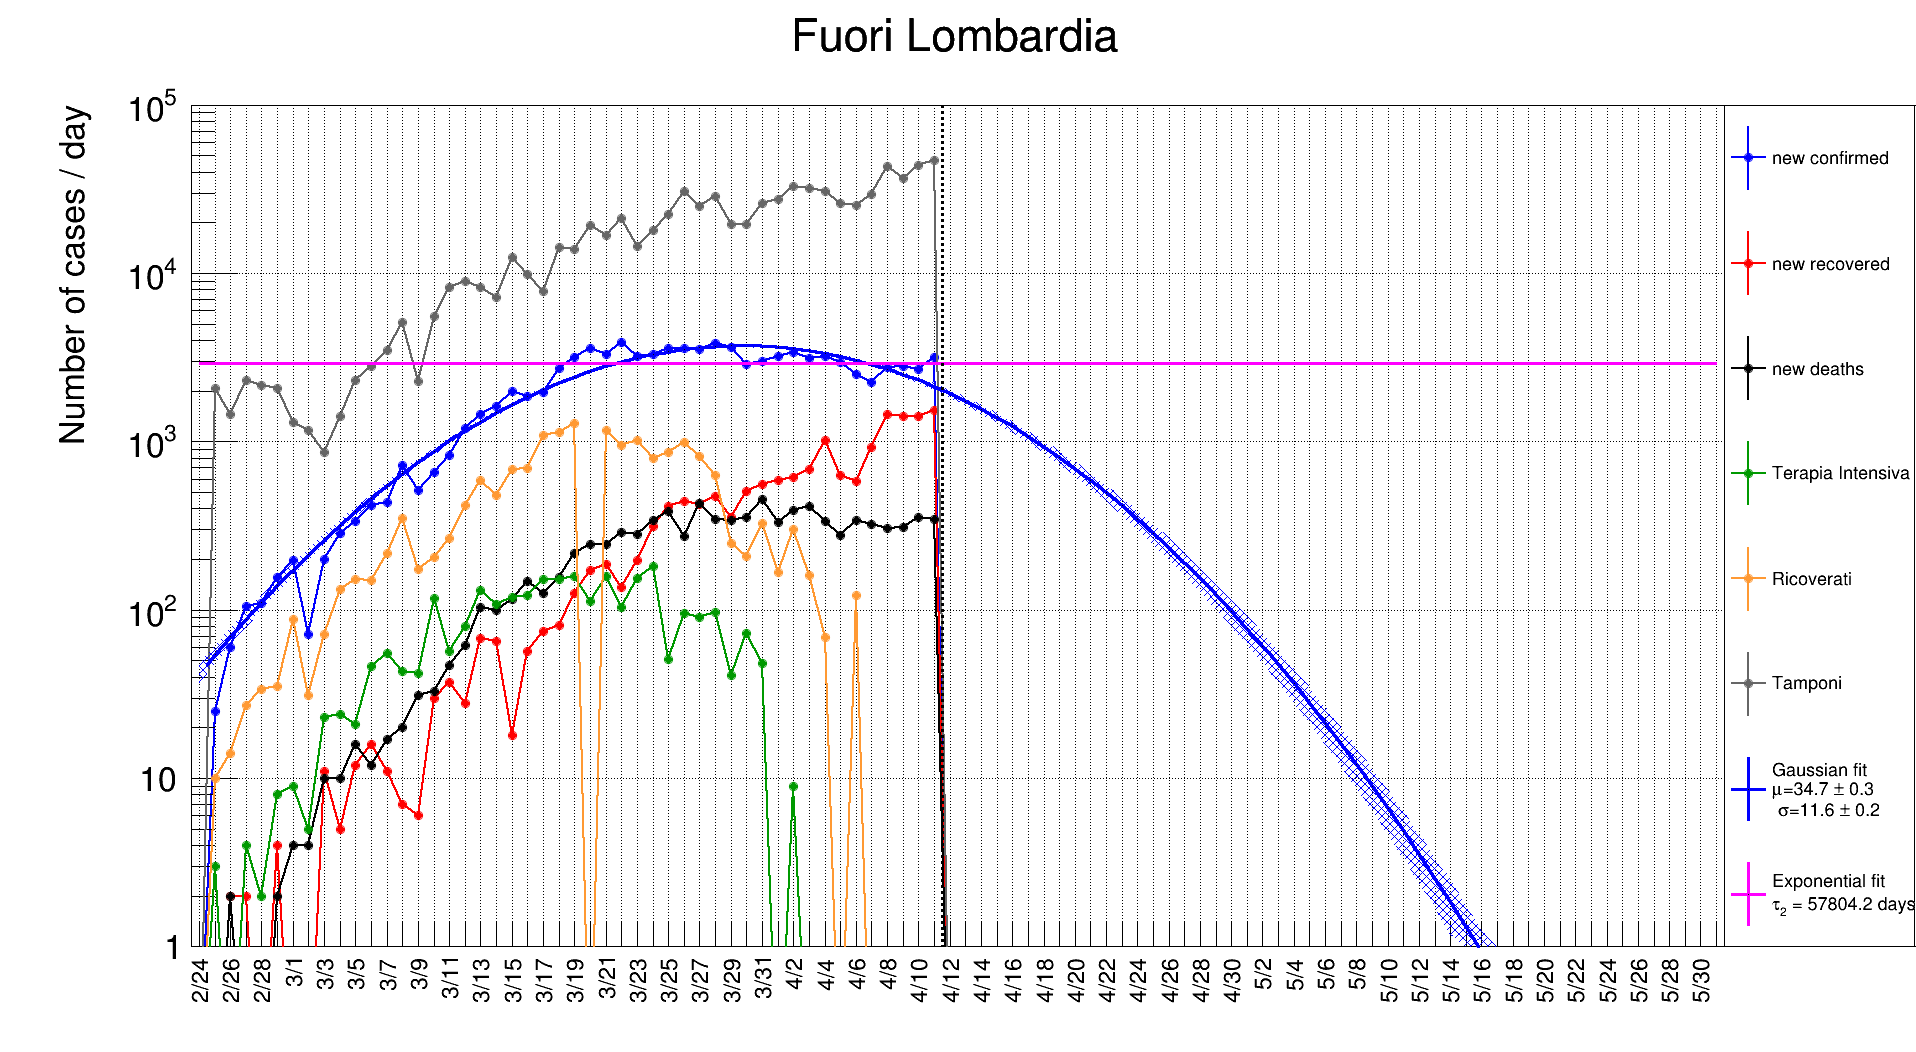 Fuori Lombardia
Number of cases / day
10^5
10^4
10^3
10^2
10
1
2/24 2/26 2/28 3/1 3/3 3/5 3/7 3/9 3/11 3/13 3/15 3/17 3/19 3/21 3/23 3/25 3/27 3/29 3/31 4/2 4/4 4/6 4/8 4/10 4/12 4/14 4/16 4/18 4/20 4/22 4/24 4/26 4/28 4/30 5/2 5/4 5/6 5/8 5/10 5/12 5/14 5/16 5/18 5/20 5/22 5/24 5/26 5/28 5/30
new confirmed
new recovered
new deaths
Terapia Intensiva
Ricoverati
Tamponi
Gaussian fit
μ=34.7 ± 0.3
σ=11.6 ± 0.2
Exponential fit
τ₂ = 57804.2 days